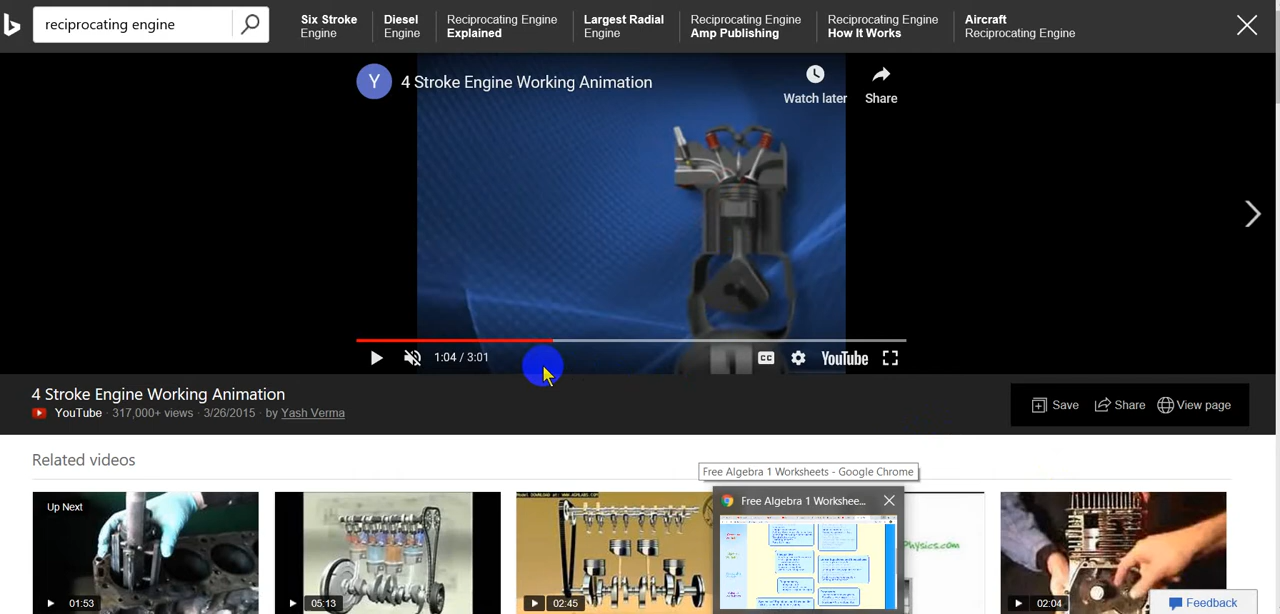 reciprocating engine
Six Stroke
Engine
Diesel
Engine
Reciprocating Engine
Explained
Largest Radial
Engine
Reciprocating Engine
Amp Publishing
Reciprocating Engine
How It Works
Aircraft
Reciprocating Engine
Y
4 Stroke Engine Working Animation
Watch later
Share
1:04 / 3:01
CC
YouTube
4 Stroke Engine Working Animation
YouTube · 317,000+ views · 3/26/2015 · by Yash Verma
Save
Share
View page
Related videos
Free Algebra 1 Worksheets - Google Chrome
Free Algebra 1 Workshee...
Up Next
01:53
05:13
02:45
Physics.com
02:04
Feedback